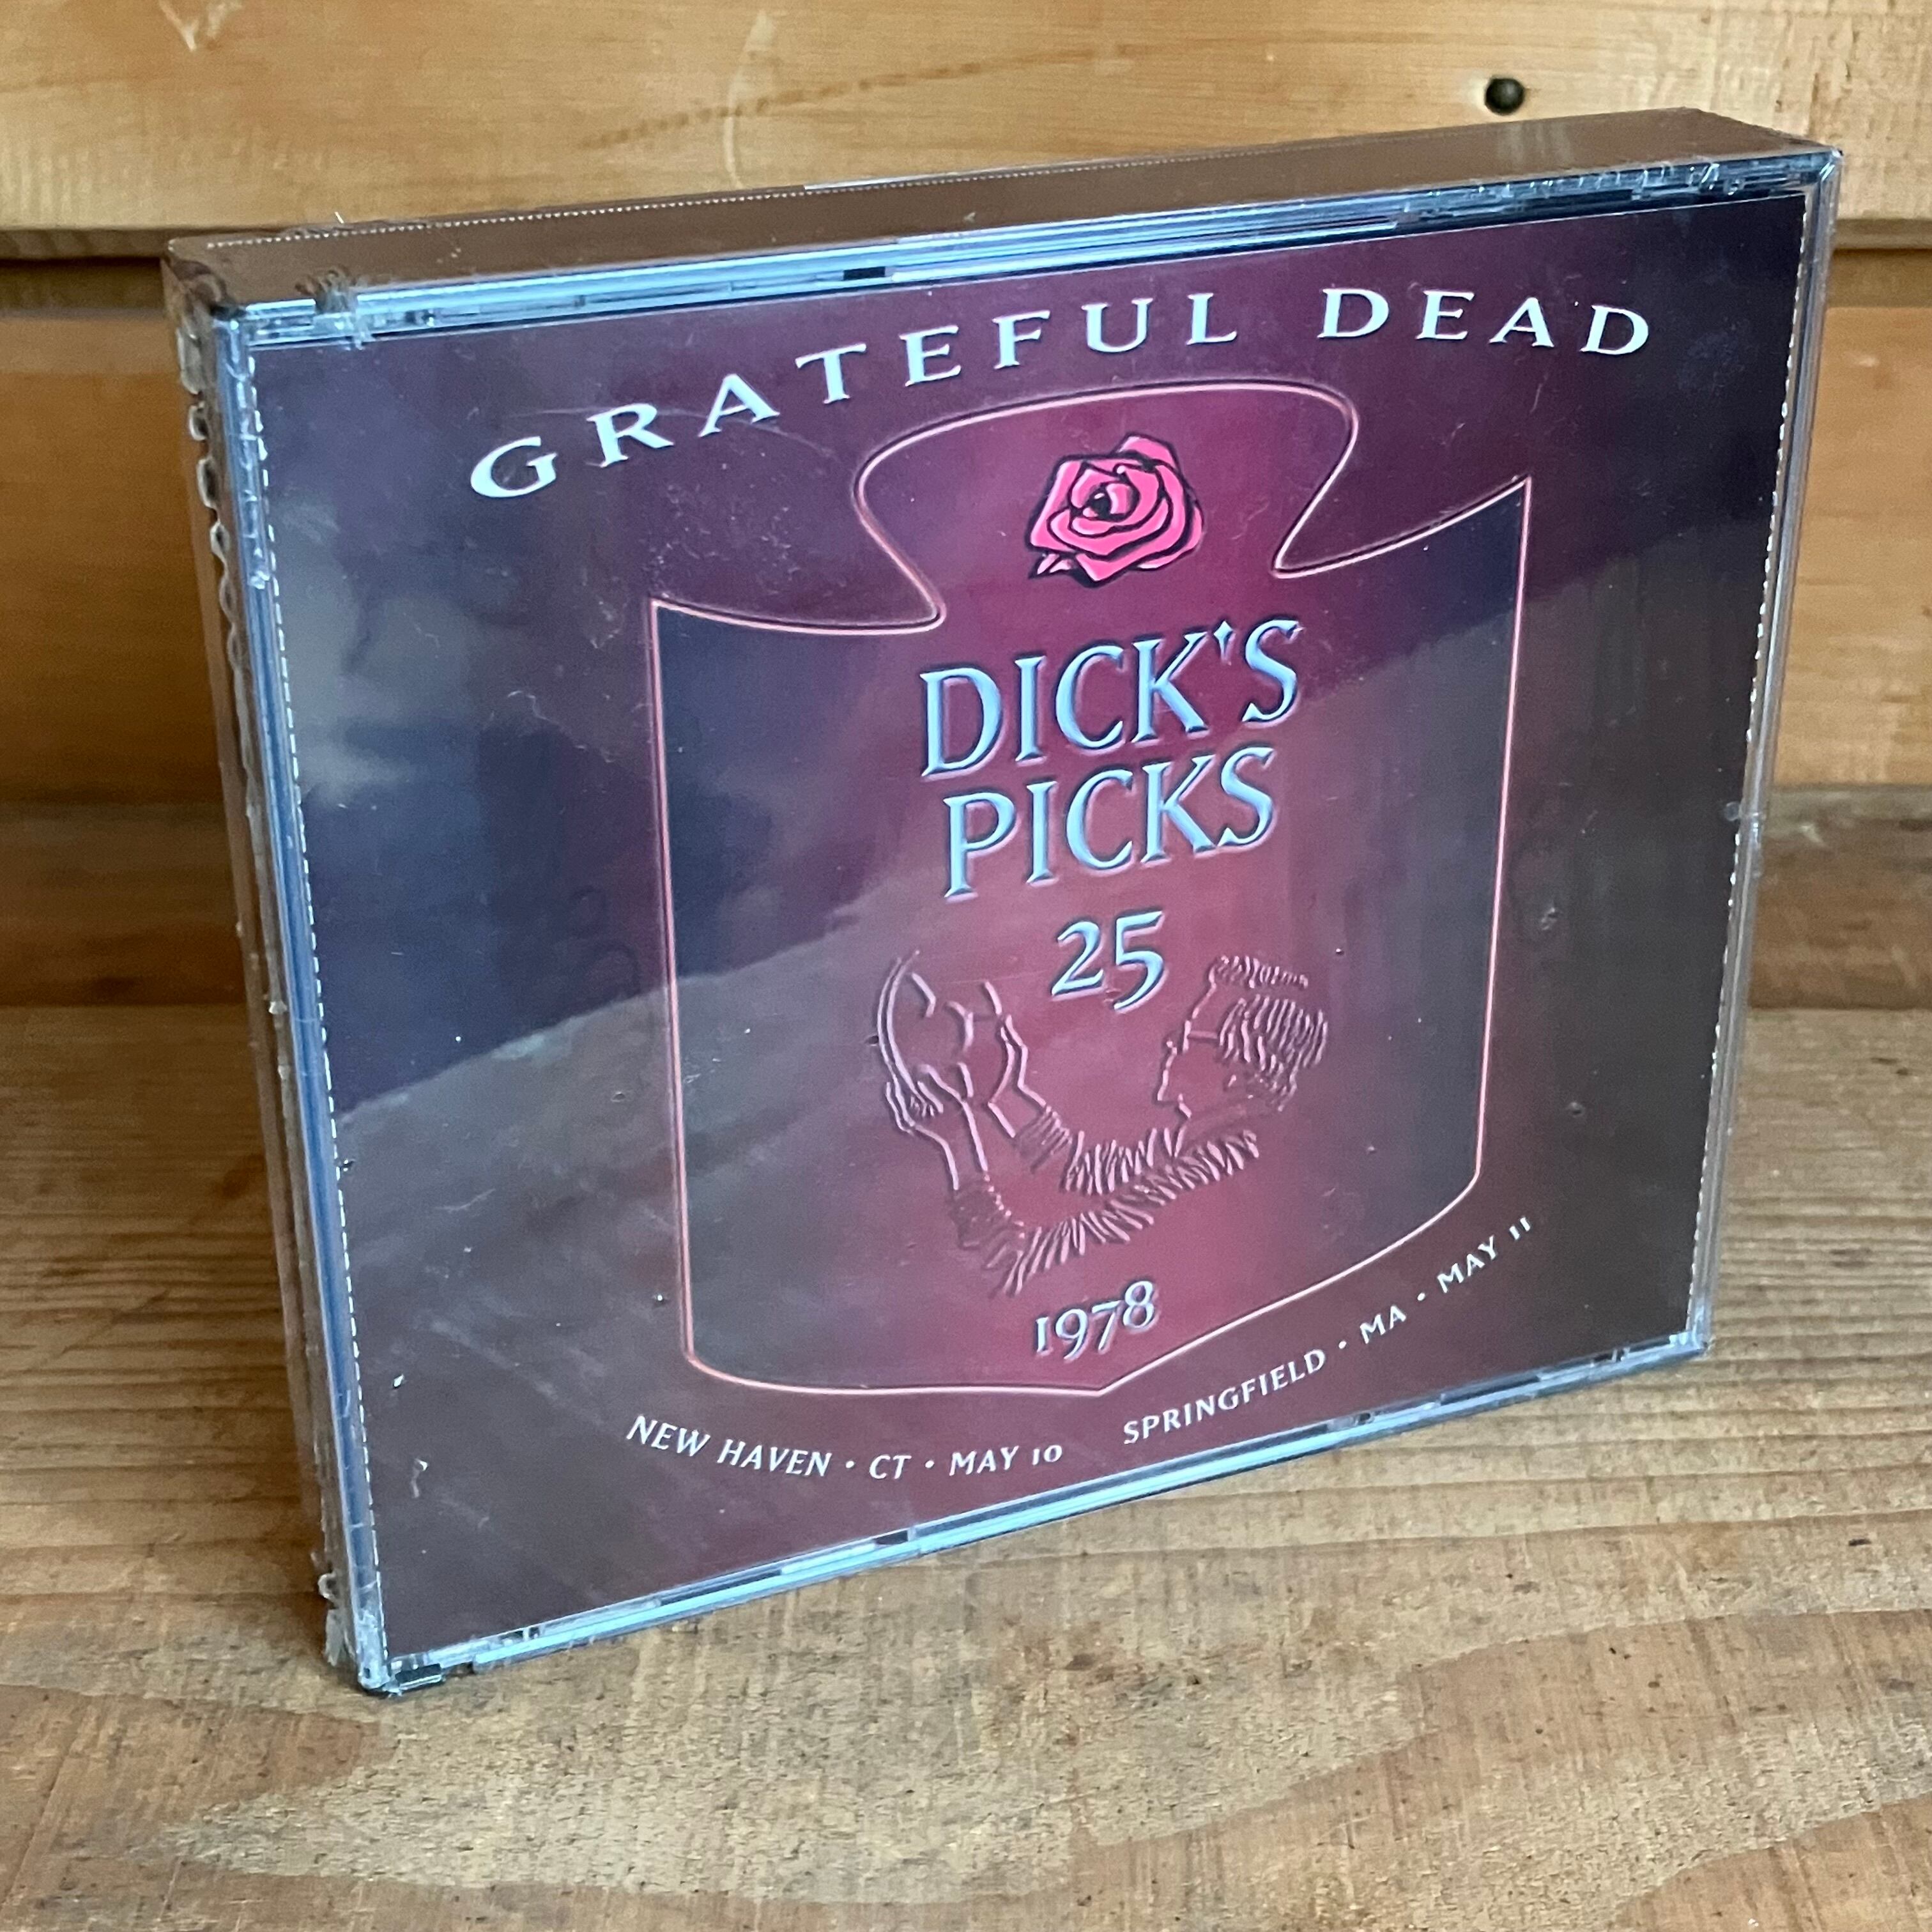 GRATEFUL DEAD
DICK'S
PICKS
25
1978
NEW HAVEN • CT • MAY 10 SPRINGFIELD • MA • MAY 11